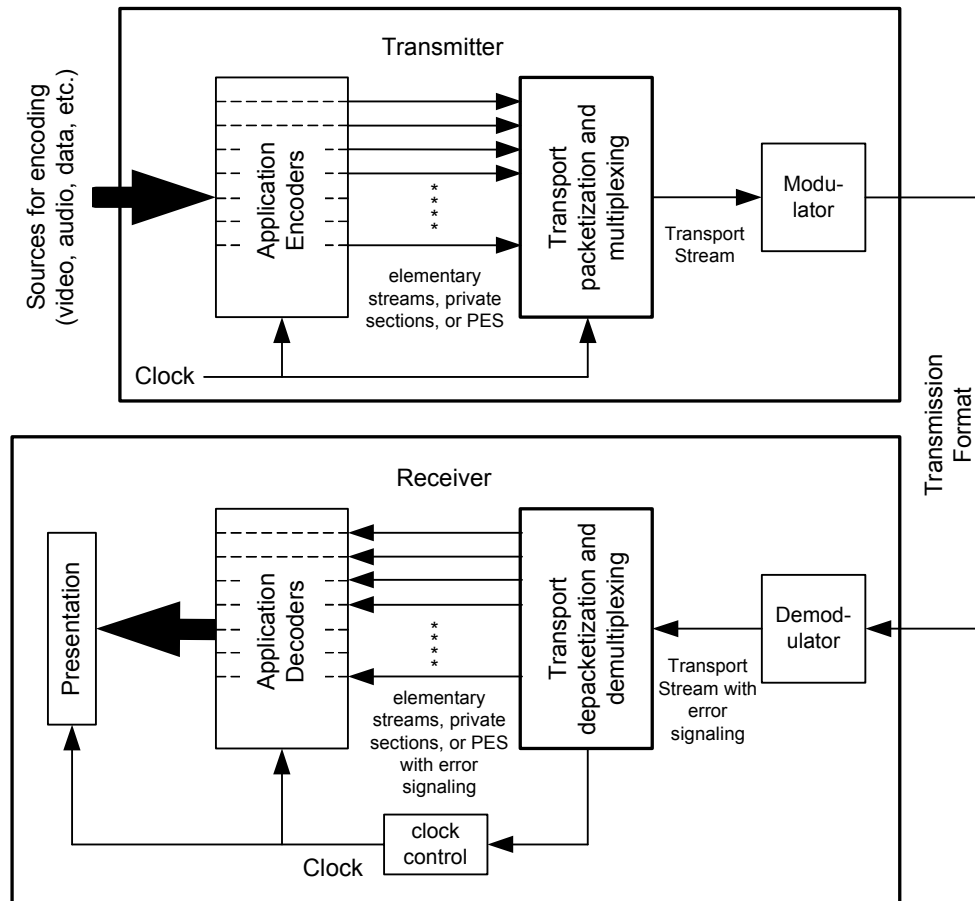 Transmitter
Sources for encoding
(video, audio, data, etc.)
Application
Encoders
* * * *
elementary
streams, private
sections, or PES
Transport
packetization and
multiplexing
Transport
Stream
Modu-
lator
Clock
Transmission
Format
Receiver
Presentation
Application
Decoders
* * * *
elementary
streams, private
sections, or PES
with error
signaling
Transport
depacketization and
demultiplexing
Transport
Stream with
error
signaling
Demod-
ulator
clock
control
Clock